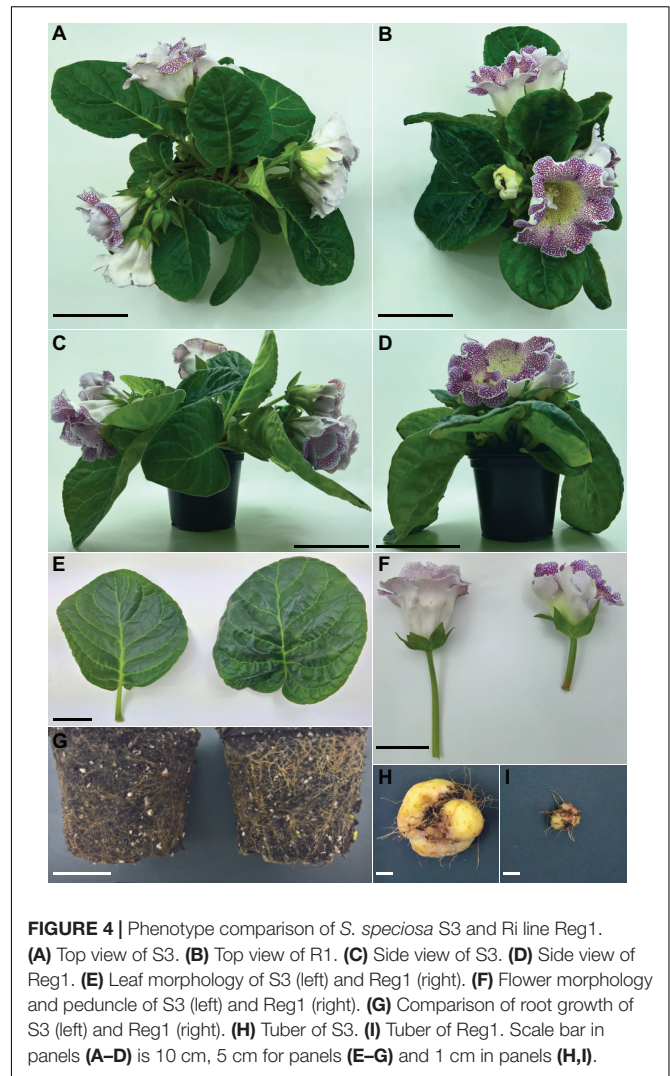 A
B
C
D
E
F
G
H
I
FIGURE 4 | Phenotype comparison of S. speciosa S3 and Ri line Reg1.
(A) Top view of S3. (B) Top view of R1. (C) Side view of S3. (D) Side view of
Reg1. (E) Leaf morphology of S3 (left) and Reg1 (right). (F) Flower morphology
and peduncle of S3 (left) and Reg1 (right). (G) Comparison of root growth of
S3 (left) and Reg1 (right). (H) Tuber of S3. (I) Tuber of Reg1. Scale bar in
panels (A–D) is 10 cm, 5 cm for panels (E–G) and 1 cm in panels (H,I).